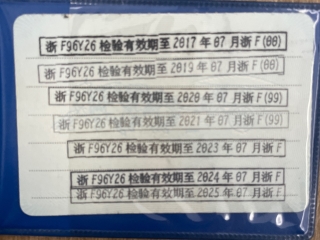 浙 F96Y26 检验有效期至 2017 年 07 月浙 F(00)
浙 F96Y26 检验有效期至 2019 年 07 月浙 F(00)
浙 F96Y26 检验有效期至 2020 年 07 月浙 F(99)
浙 F96Y26 检验有效期至 2021 年 07 月浙 F(99)
浙 F96Y26 检验有效期至 2023 年 07 月浙 F
浙 F96Y26 检验有效期至 2024 年 07 月浙 F
浙 F96Y26 检验有效期至 2025 年 07 月浙 F